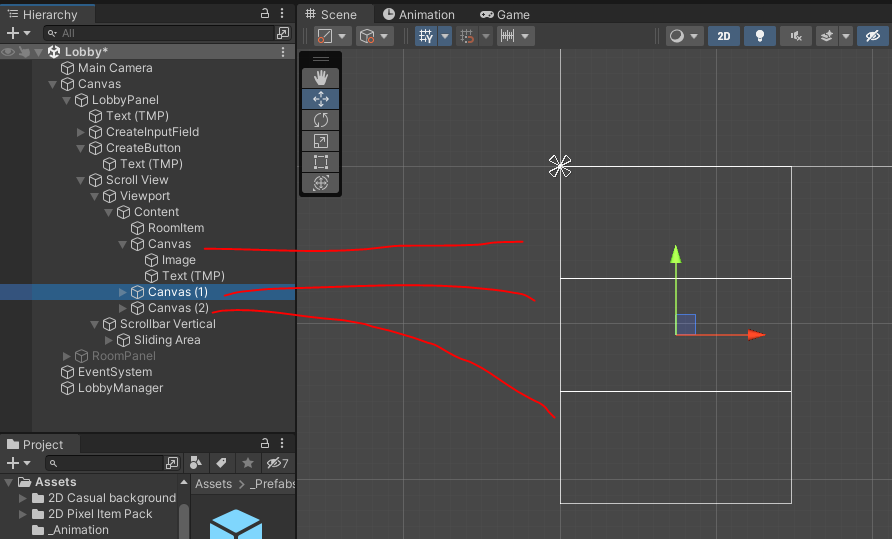 Hierarchy
All
Lobby*
Main Camera
Canvas
LobbyPanel
Text (TMP)
CreateInputField
CreateButton
Text (TMP)
Scroll View
Viewport
Content
RoomItem
Canvas
Image
Text (TMP)
Canvas (1)
Canvas (2)
Scrollbar Vertical
Sliding Area
RoomPanel
EventSystem
LobbyManager
Scene
Animation
Game
2D
Project
7
Assets
2D Casual background
2D Pixel Item Pack
_Animation
Assets > _Prefabs